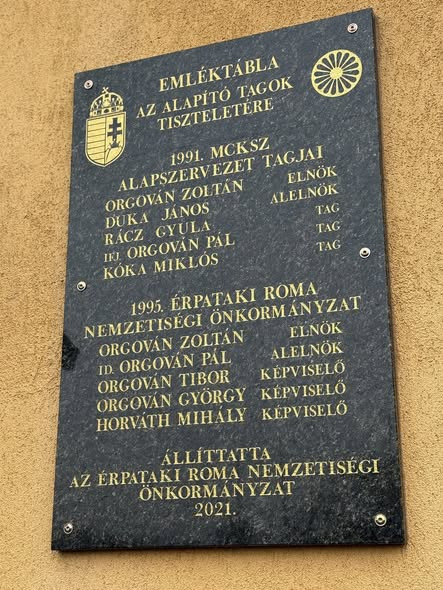 EMLÉKTÁBLA
AZ ALAPÍTÓ TAGOK
TISZTELETÉRE
1991. MCKSZ
ALAPSZERVEZET TAGJAI
ORGOVÁN ZOLTÁN ELNÖK
DUKA JÁNOS ALELNÖK
RÁCZ GYULA TAG
IFJ. ORGOVÁN PÁL TAG
KÓKA MIKLÓS TAG
1995. ÉRPATAKI ROMA
NEMZETISÉGI ÖNKORMÁNYZAT
ORGOVÁN ZOLTÁN ELNÖK
ID. ORGOVÁN PÁL ALELNÖK
ORGOVÁN TIBOR KÉPVISELŐ
ORGOVÁN GYÖRGY KÉPVISELŐ
HORVÁTH MIHÁLY KÉPVISELŐ
ÁLLÍTTATTA
AZ ÉRPATAKI ROMA NEMZETISÉGI
ÖNKORMÁNYZAT
2021.